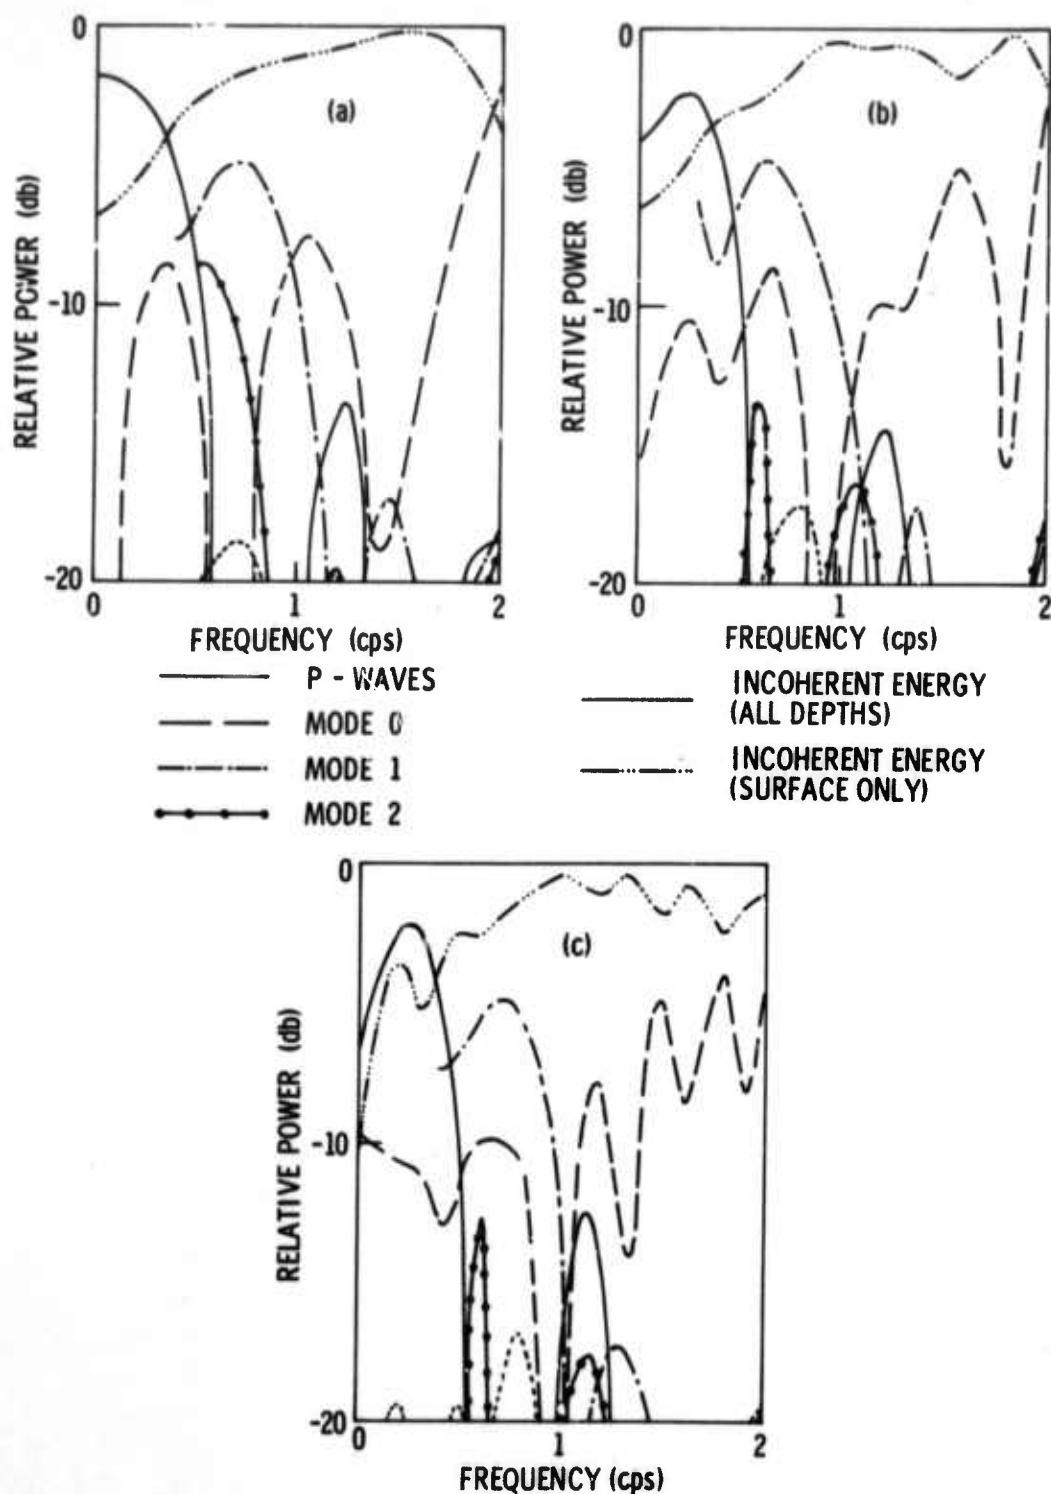 0
(a)
RELATIVE POWER (db)
-10
-20
0
1
2
FREQUENCY (cps)
0
(b)
RELATIVE POWER (db)
-10
-20
0
1
2
FREQUENCY (cps)
P - WAVES
MODE 0
MODE 1
MODE 2
INCOHERENT ENERGY
(ALL DEPTHS)
INCOHERENT ENERGY
(SURFACE ONLY)
0
(c)
RELATIVE POWER (db)
-10
-20
0
1
2
FREQUENCY (cps)